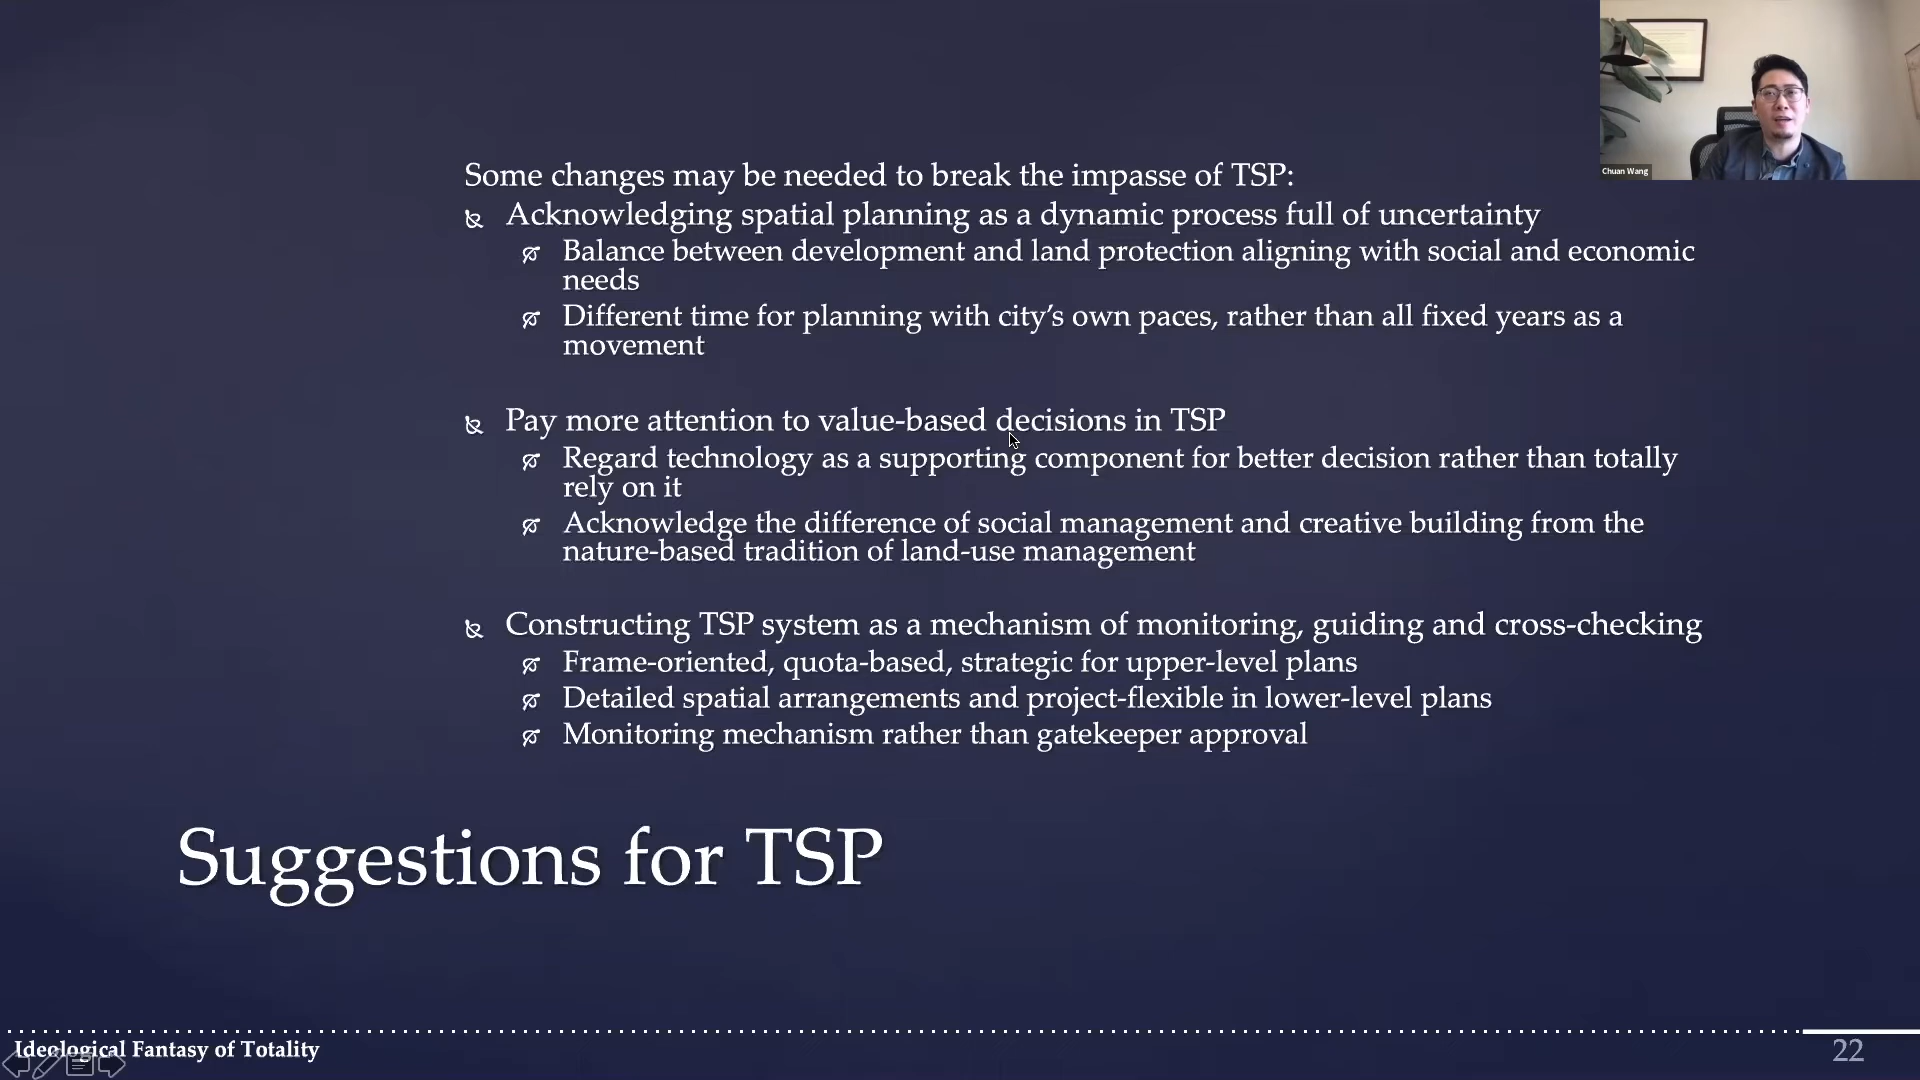 Chuan Wang
Some changes may be needed to break the impasse of TSP:
Acknowledging spatial planning as a dynamic process full of uncertainty
Balance between development and land protection aligning with social and economic
needs
Different time for planning with city’s own paces, rather than all fixed years as a
movement
Pay more attention to value-based decisions in TSP
Regard technology as a supporting component for better decision rather than totally
rely on it
Acknowledge the difference of social management and creative building from the
nature-based tradition of land-use management
Constructing TSP system as a mechanism of monitoring, guiding and cross-checking
Frame-oriented, quota-based, strategic for upper-level plans
Detailed spatial arrangements and project-flexible in lower-level plans
Monitoring mechanism rather than gatekeeper approval
Suggestions for TSP
Ideological Fantasy of Totality
22